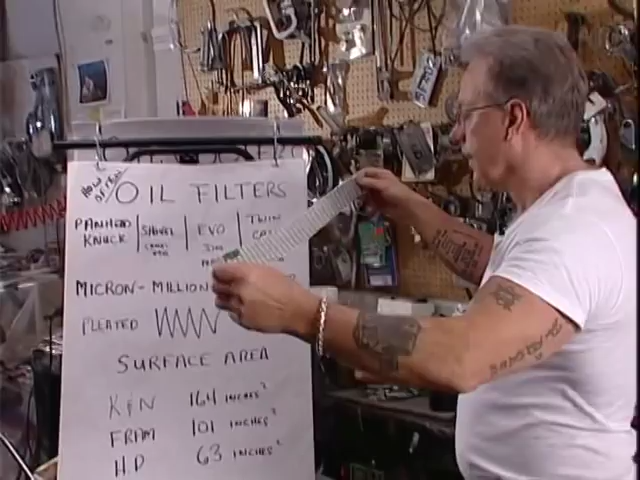 OIL FILTERS
PANHEAD SHOVEL EVO TWIN
KNUCK
MICRON - MILLION
PLEATED
SURFACE AREA
K&N 164 INCHES²
FRAM 101 INCHES²
H.D 63 INCHES²